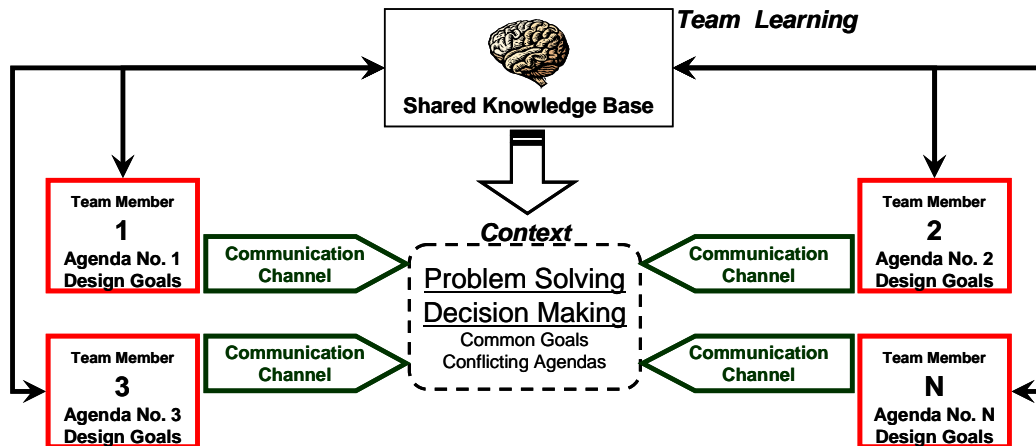 Team Learning
Shared Knowledge Base
Team Member
1
Agenda No. 1
Design Goals
Communication
Channel
Context
Problem Solving
Decision Making
Common Goals
Conflicting Agendas
Communication
Channel
Team Member
2
Agenda No. 2
Design Goals
Team Member
3
Agenda No. 3
Design Goals
Communication
Channel
Communication
Channel
Team Member
N
Agenda No. N
Design Goals